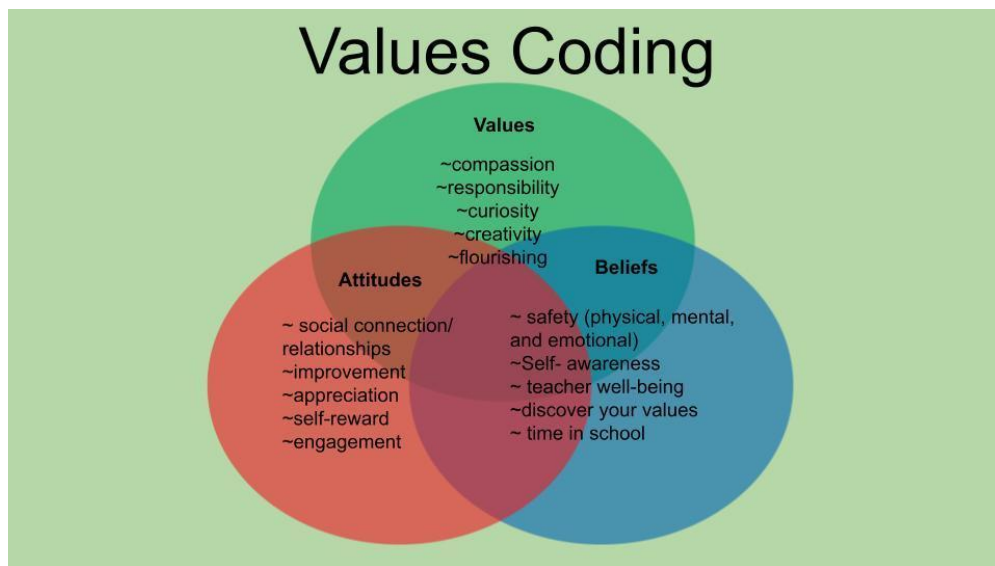 Values Coding
Values
~compassion
~responsibility
~curiosity
~creativity
~flourishing
Attitudes
~ social connection/
relationships
~improvement
~appreciation
~self-reward
~engagement
Beliefs
~ safety (physical, mental,
and emotional)
~Self- awareness
~ teacher well-being
~discover your values
~ time in school